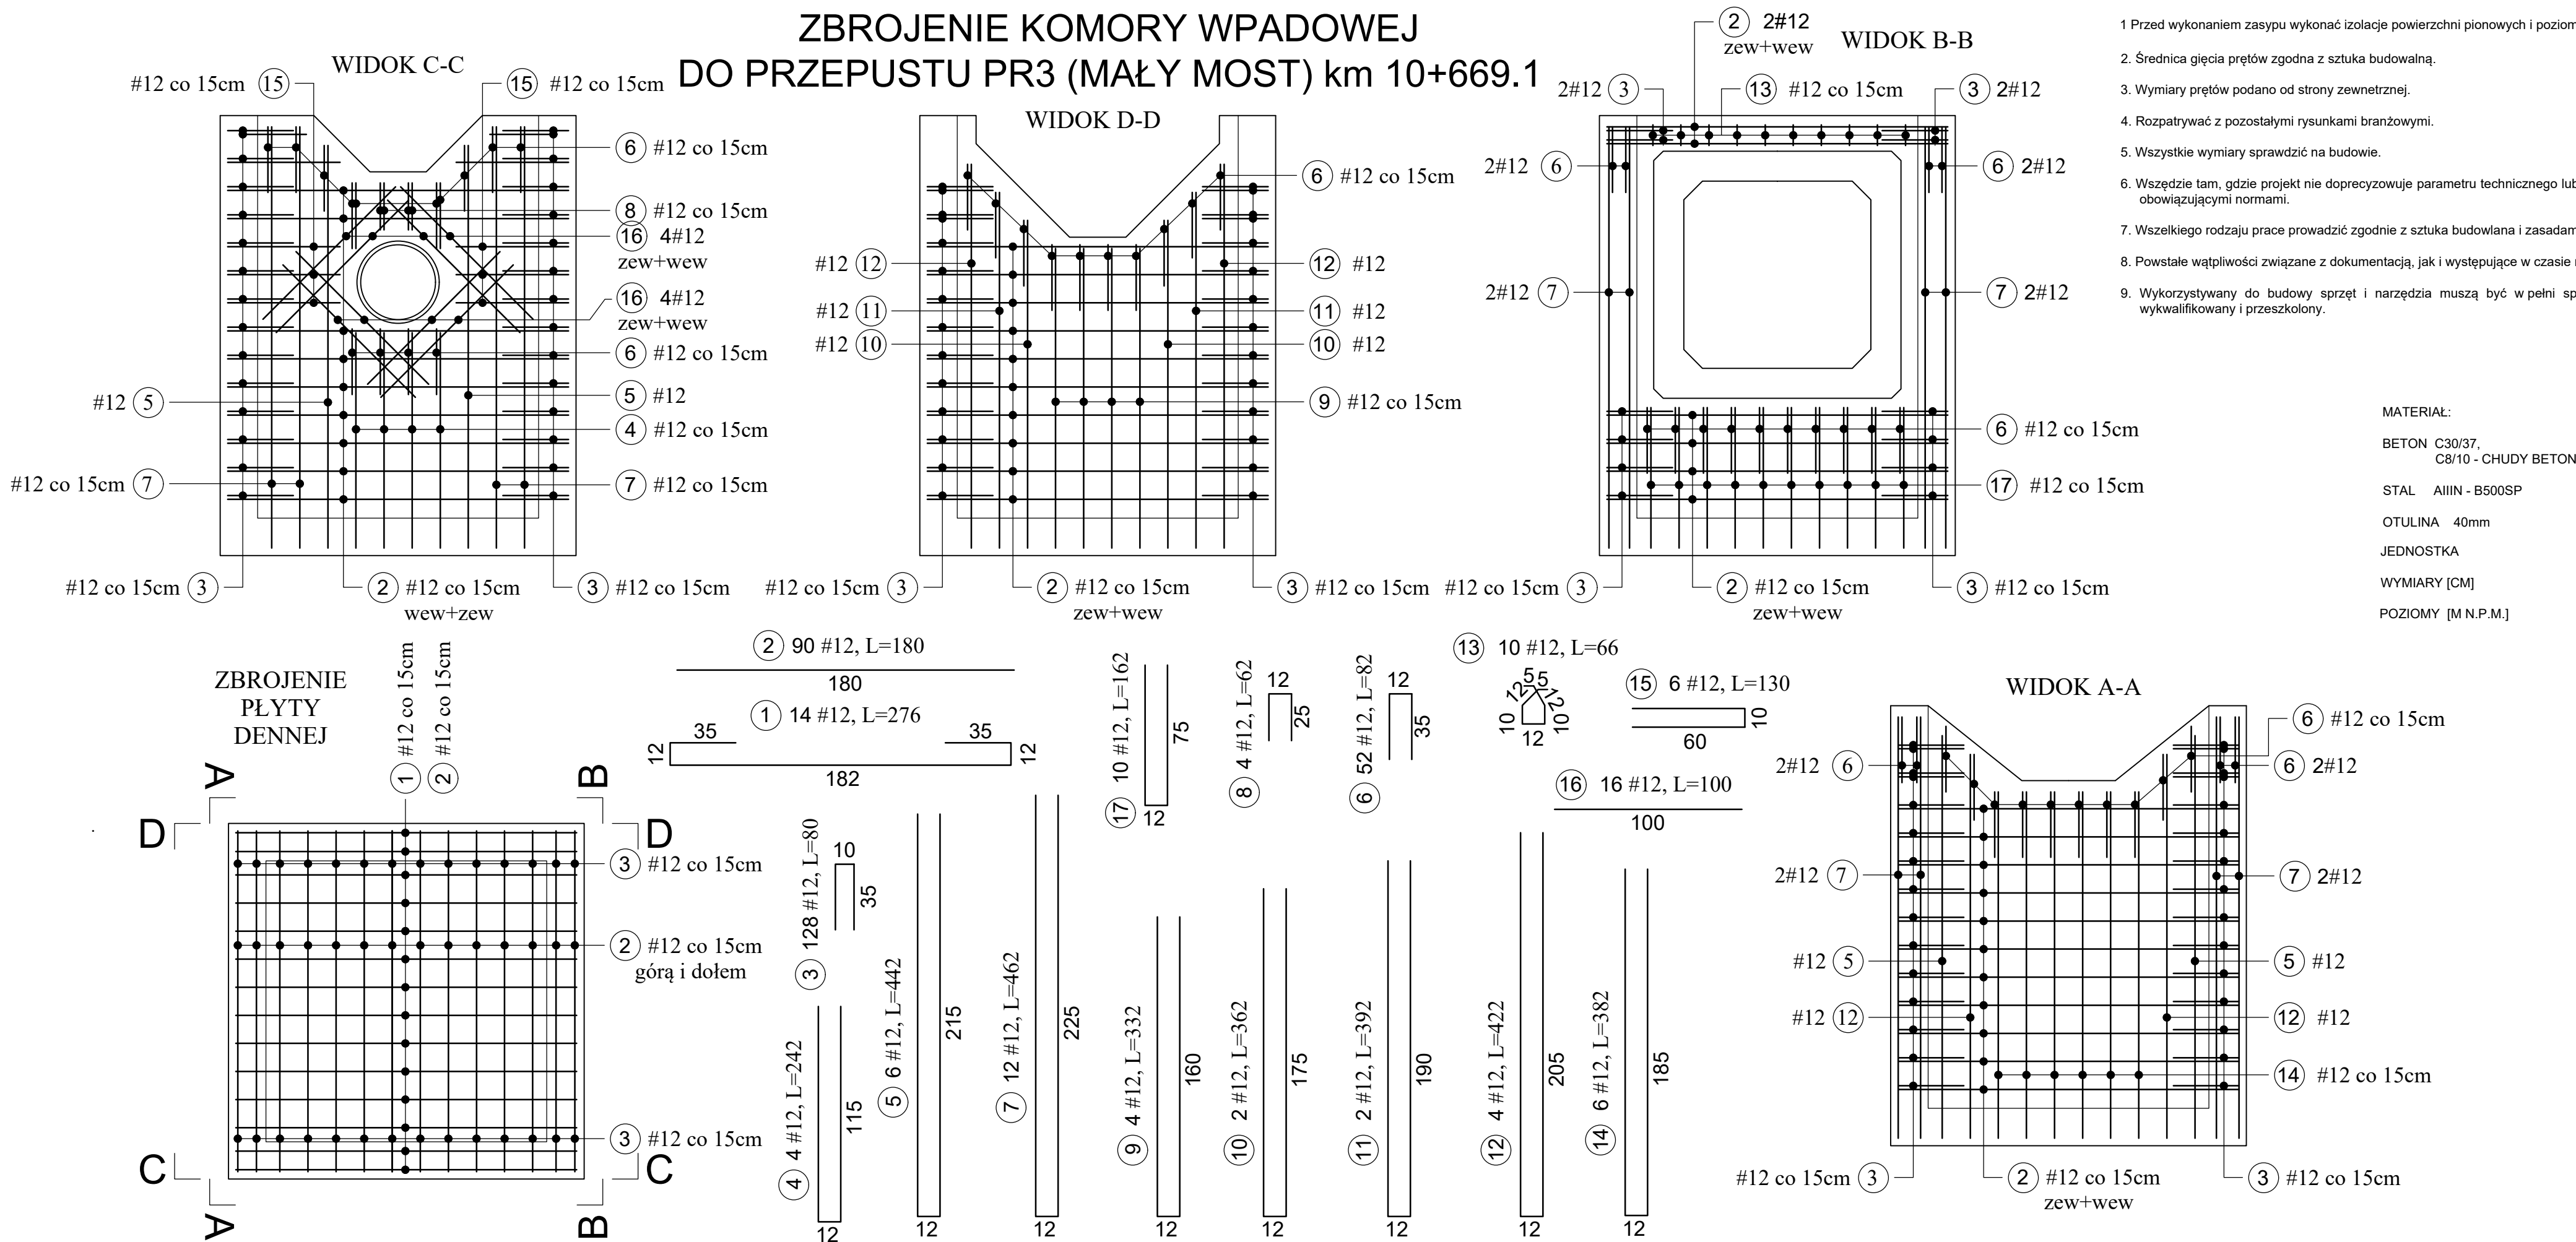 ZBROJENIE KOMORY WPADOWEJ
DO PRZEPUSTU PR3 (MAŁY MOST) km 10+669.1
WIDOK C-C
#12 co 15cm 15
15 #12 co 15cm
6 #12 co 15cm
8 #12 co 15cm
16 4#12
zew+wew
16 4#12
zew+wew
6 #12 co 15cm
#12 5
5 #12
4 #12 co 15cm
#12 co 15cm 7
7 #12 co 15cm
#12 co 15cm 3
2 #12 co 15cm
wew+zew
3 #12 co 15cm
WIDOK D-D
6 #12 co 15cm
#12 12
12 #12
#12 11
11 #12
#12 10
10 #12
9 #12 co 15cm
#12 co 15cm 3
2 #12 co 15cm
zew+wew
3 #12 co 15cm
2 2#12
zew+wew
WIDOK B-B
2#12 3
13 #12 co 15cm
3 2#12
2#12 6
6 2#12
2#12 7
7 2#12
6 #12 co 15cm
17 #12 co 15cm
#12 co 15cm 3
2 #12 co 15cm
zew+wew
3 #12 co 15cm
1 Przed wykonaniem zasypu wykonać izolacje powierzchni pionowych i poziom
2. Średnica gięcia prętów zgodna z sztuka budowalną.
3. Wymiary prętów podano od strony zewnetrznej.
4. Rozpatrywać z pozostałymi rysunkami branżowymi.
5. Wszystkie wymiary sprawdzić na budowie.
6. Wszędzie tam, gdzie projekt nie doprecyzowuje parametru technicznego lub
obowiązującymi normami.
7. Wszelkiego rodzaju prace prowadzić zgodnie z sztuka budowlana i zasadam
8. Powstałe wątpliwości związane z dokumentacją, jak i występujące w czasie
9. Wykorzystywany do budowy sprzęt i narzędzia muszą być w pełni sp
wykwalifikowany i przeszkolony.
MATERIAŁ:
BETON C30/37,
C8/10 - CHUDY BETON
STAL AIIIN - B500SP
OTULINA 40mm
JEDNOSTKA
WYMIARY [CM]
POZIOMY [M N.P.M.]
ZBROJENIE
PŁYTY
DENNEJ
1 #12 co 15cm
2 #12 co 15cm
A
B
D
D
3 #12 co 15cm
2 #12 co 15cm
górą i dołem
3 #12 co 15cm
C
C
A
B
2 90 #12, L=180
180
1 14 #12, L=276
35
35
12
12
182
17 10 #12, L=162
75
12
8 4 #12, L=62
12
25
6 52 #12, L=82
12
35
13 10 #12, L=66
5 5
12 12
10 10
12
15 6 #12, L=130
10
60
16 16 #12, L=100
100
3 128 #12, L=80
10
35
4 4 #12, L=242
115
12
5 6 #12, L=442
215
12
7 12 #12, L=462
225
12
9 4 #12, L=332
160
12
10 2 #12, L=362
175
12
11 2 #12, L=392
190
12
12 4 #12, L=422
205
12
14 6 #12, L=382
185
12
WIDOK A-A
6 #12 co 15cm
2#12 6
6 2#12
2#12 7
7 2#12
#12 5
5 #12
#12 12
12 #12
14 #12 co 15cm
#12 co 15cm 3
2 #12 co 15cm
zew+wew
3 #12 co 15cm